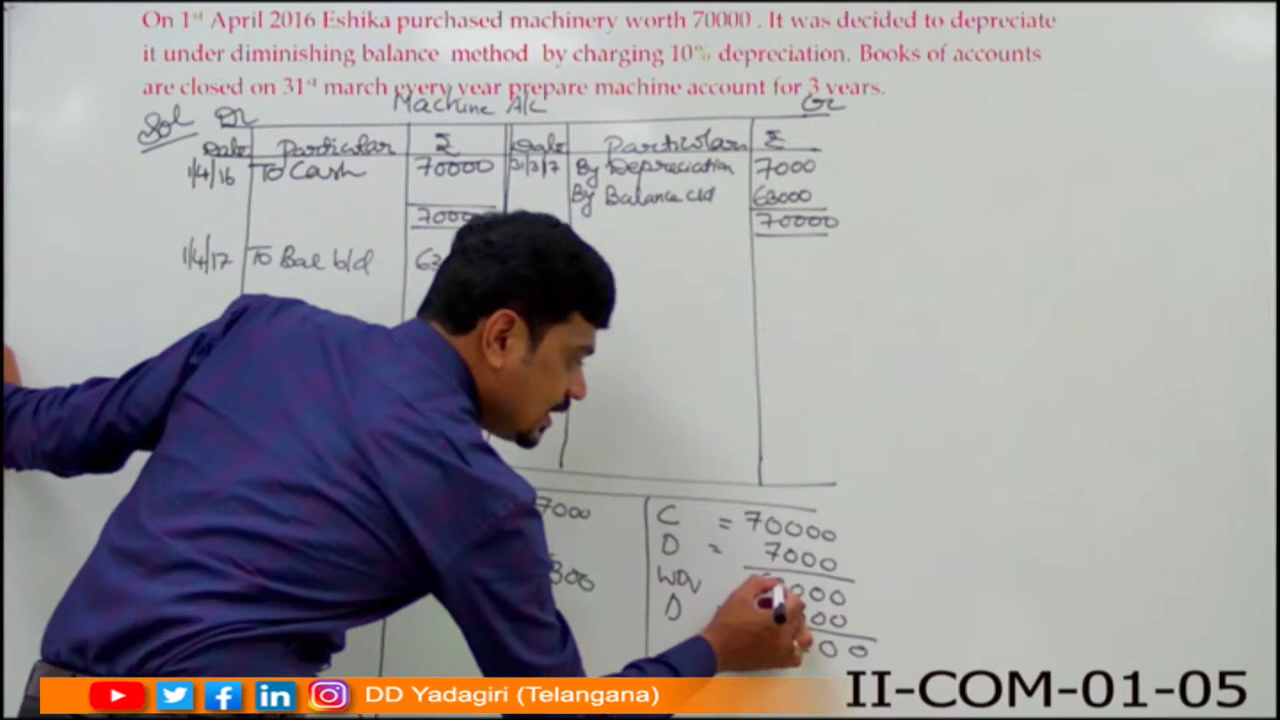 On 1st April 2016 Eshika purchased machinery worth 70000 . It was decided to depreciate
it under diminishing balance method by charging 10% depreciation. Books of accounts
are closed on 31st march every year prepare machine account for 3 years.
Sol Dr Machine A/c Cr
Date Particular ₹ Date Particulars ₹
1/4/16 To Cash 70000 31/3/17 By Depreciation 7000
By Balance c/d 63000
70000
1/4/17 To Bal b/d
7000 C = 70000
D = 7000
WDV
D
DD Yadagiri (Telangana)
II-COM-01-05